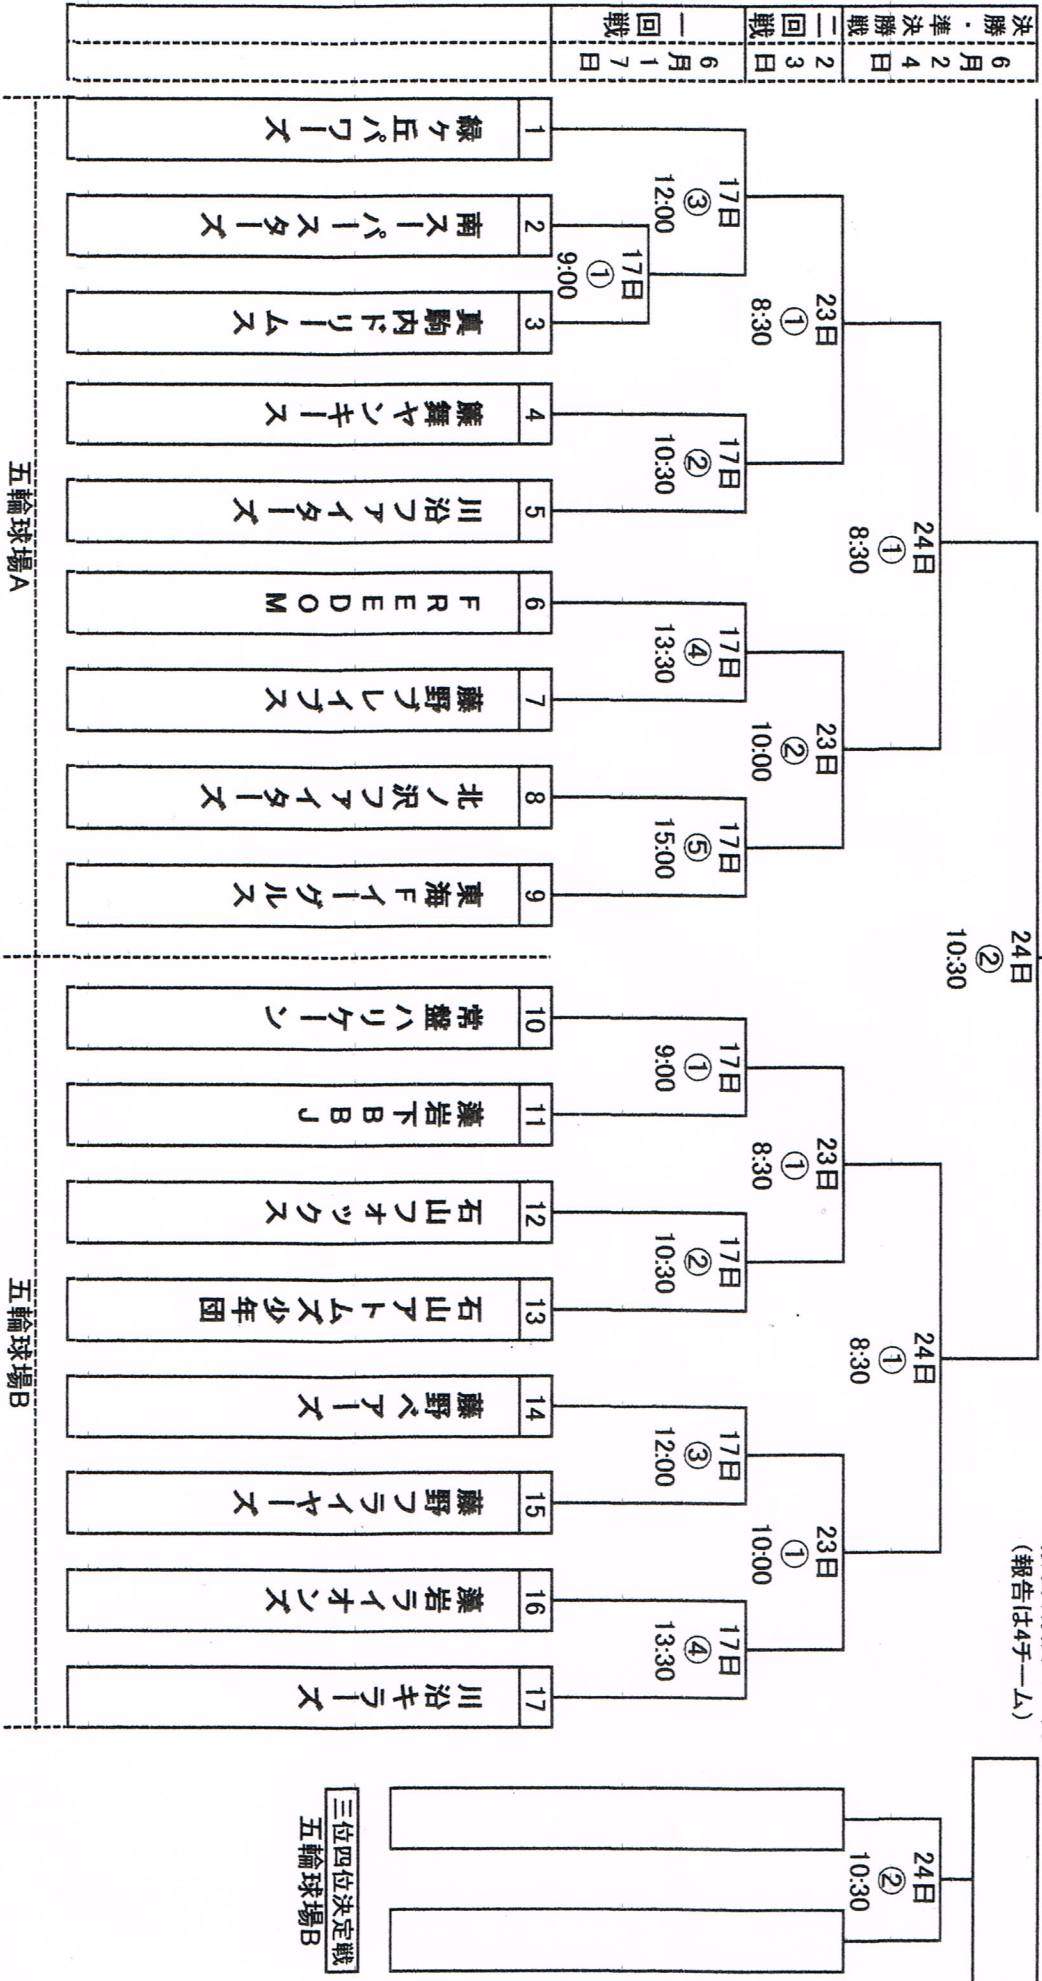 決勝・準決勝戦
6月24日
二回戦
23日
一回戦
6月17日
(報告は4チーム)
24日
②
10:30
24日
①
8:30
24日
①
8:30
23日
①
8:30
23日
②
10:00
23日
①
8:30
23日
①
10:00
17日
③
12:00
17日
①
9:00
17日
②
10:30
17日
④
13:30
17日
⑤
15:00
17日
①
9:00
17日
②
10:30
17日
③
12:00
17日
④
13:30
1 緑ヶ丘パワーズ
2 南スーパースターズ
3 真駒内ドリームス
4 簾舞ヤンキース
5 川沿ファイターズ
6 FREEDOM
7 藤野ブレイブス
8 北ノ沢ファイターズ
9 東海Fイーグルス
10 常盤ハリケーン
11 藻岩下BBJ
12 石山フォックス
13 石山アトムズ少年団
14 藤野ベアーズ
15 藤野フライヤーズ
16 藻岩ライオンズ
17 川沿キラーズ
五輪球場A
五輪球場B
24日
②
10:30
三位四位決定戦
五輪球場B